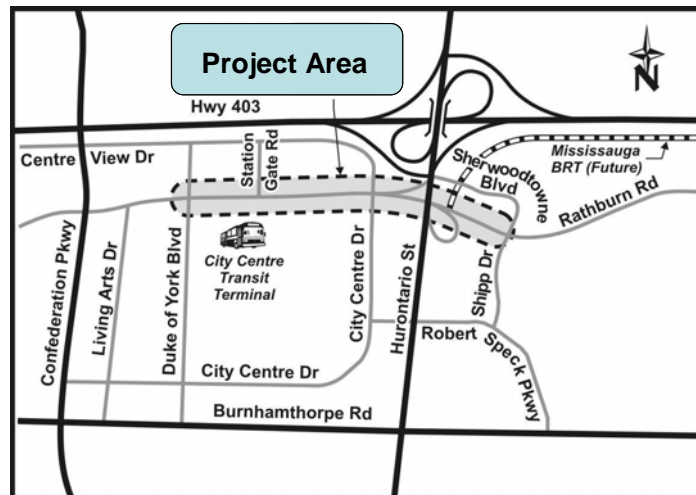 Project Area
N
Hwy 403
Centre View Dr
Station
Gate Rd
Mississauga
BRT (Future)
Sherwoodtowne
Blvd
Rathburn Rd
City Centre
Transit
Terminal
Confederation Pkwy
Living Arts Dr
Duke of York Blvd
City Centre Dr
Hurontario St
Shipp Dr
Robert Speck Pkwy
City Centre Dr
Burnhamthorpe Rd